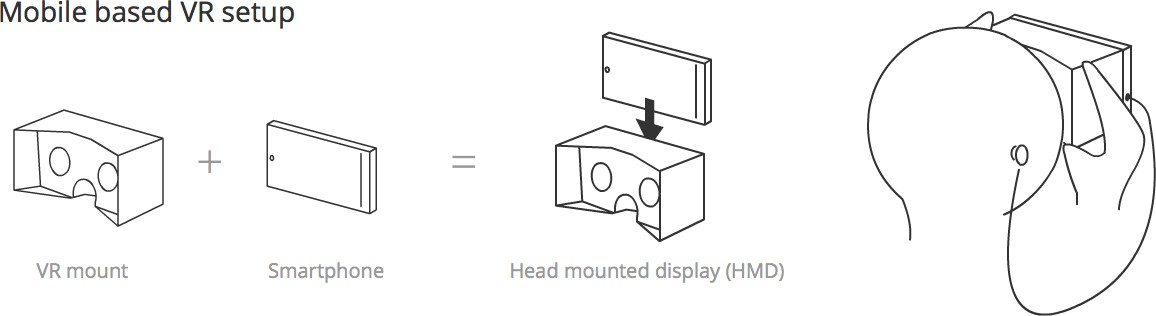 Mobile based VR setup
+
=
VR mount
Smartphone
Head mounted display (HMD)